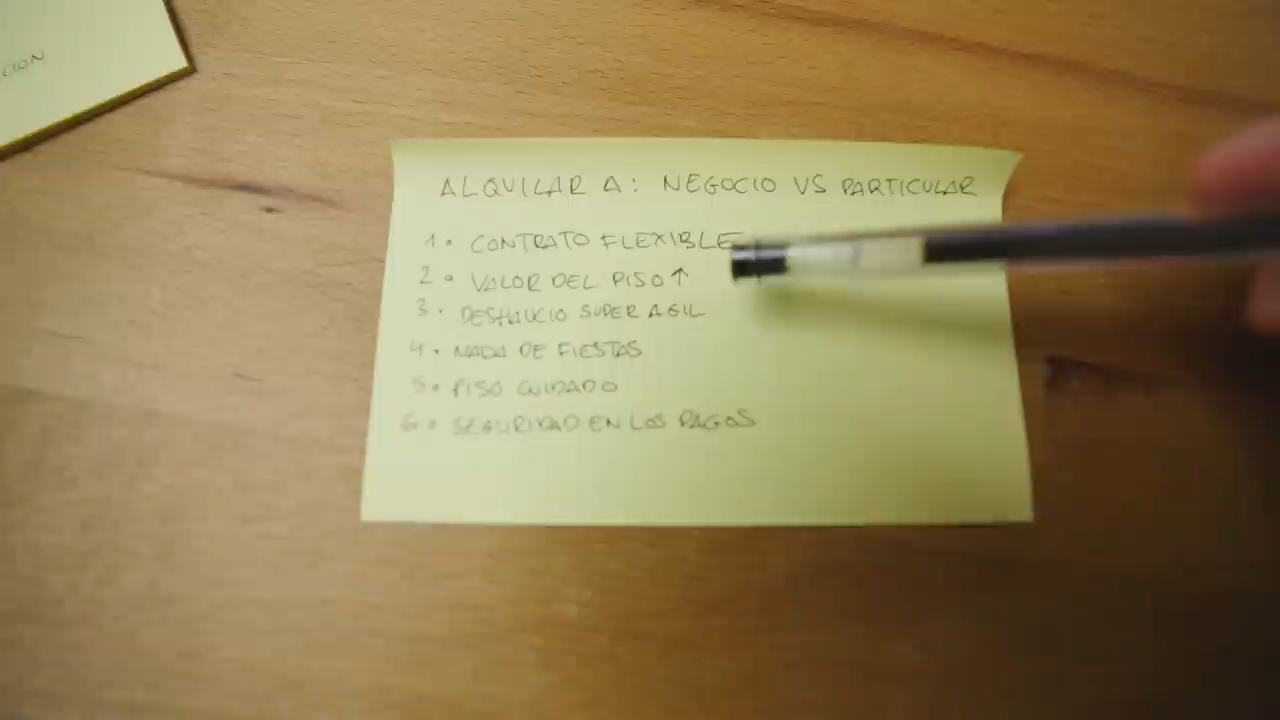 CION
ALQUILAR A: NEGOCIO VS PARTICULAR
1. CONTRATO FLEXIBLE
2. VALOR DEL PISO ↑
3. DESHAUCIO SUPER AGIL
4. NADA DE FIESTAS
5. PISO CUIDADO
6. SEGURIDAD EN LOS PAGOS